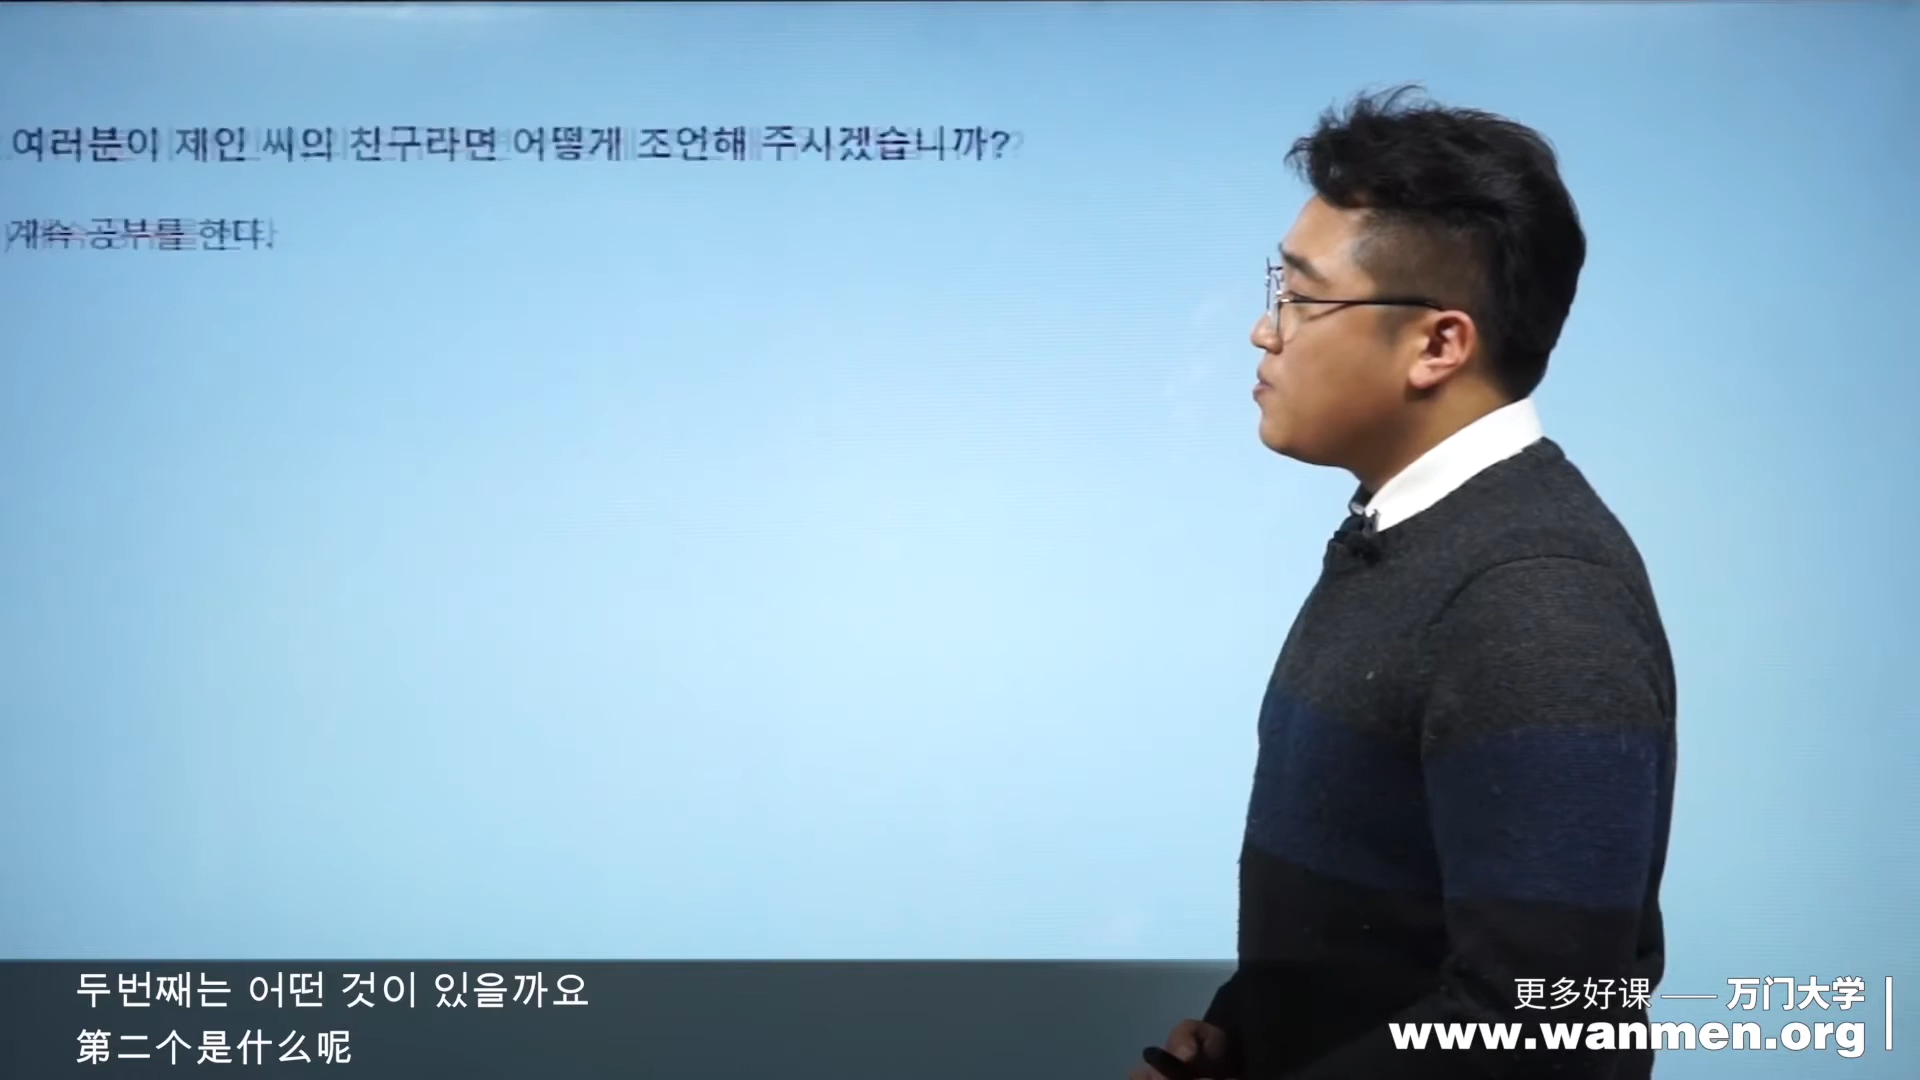 여러분이 제인 씨의 친구라면 어떻게 조언해 주시겠습니까?
계속 공부를 한다.
두번째는 어떤 것이 있을까요
第二个是什么呢
更多好课 —— 万门大学
www.wanmen.org